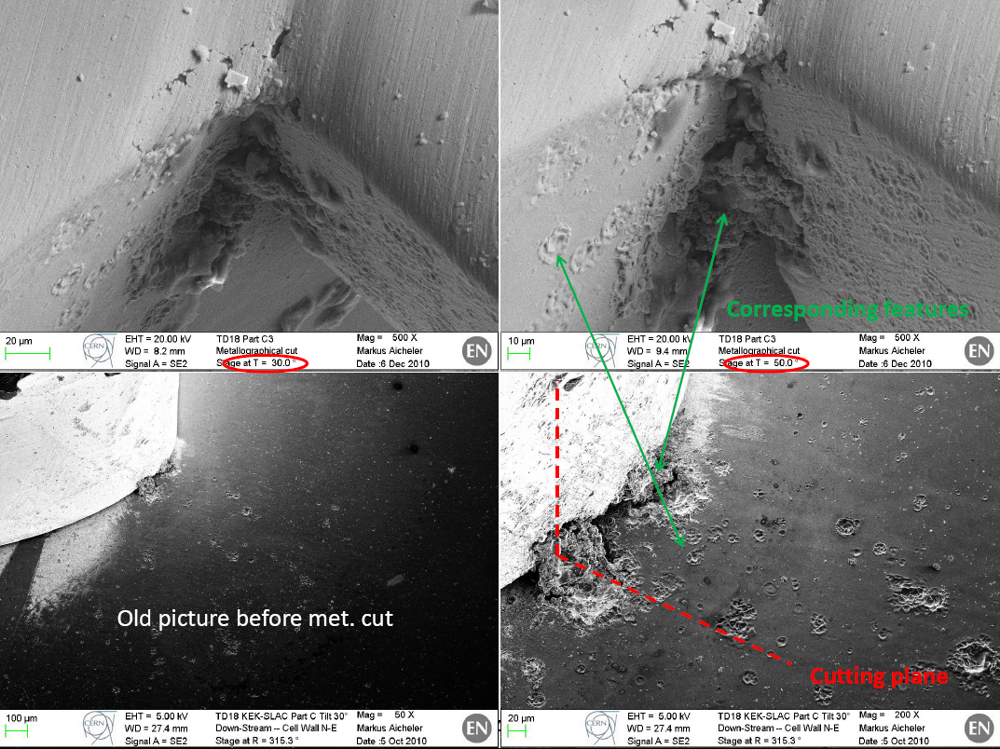 Corresponding features
20 µm
CERN
EHT = 20.00 kV
WD = 8.2 mm
Signal A = SE2
TD18 Part C3
Metallographical cut
Stage at T = 30.0 °
Mag = 500 X
Markus Aicheler
Date :6 Dec 2010
EN
10 µm
CERN
EHT = 20.00 kV
WD = 9.4 mm
Signal A = SE2
TD18 Part C3
Metallographical cut
Stage at T = 50.0 °
Mag = 500 X
Markus Aicheler
Date :6 Dec 2010
EN
Old picture before met. cut
Cutting plane
100 µm
CERN
EHT = 5.00 kV
WD = 27.4 mm
Signal A = SE2
TD18 KEK-SLAC Part C Tilt 30°
Down-Stream -- Cell Wall N-E
Stage at R = 315.3 °
Mag = 50 X
Markus Aicheler
Date :5 Oct 2010
EN
20 µm
CERN
EHT = 5.00 kV
WD = 27.4 mm
Signal A = SE2
TD18 KEK-SLAC Part C Tilt 30°
Down-Stream -- Cell Wall N-E
Stage at R = 315.3 °
Mag = 200 X
Markus Aicheler
Date :5 Oct 2010
EN